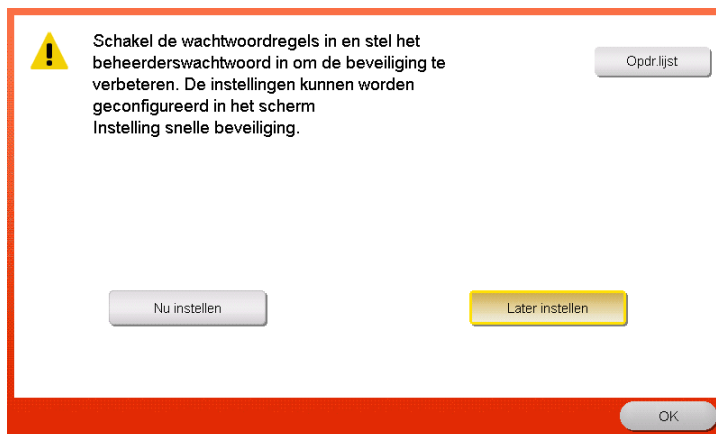 Schakel de wachtwoordregels in en stel het
beheerderswachtwoord in om de beveiliging te
verbeteren. De instellingen kunnen worden
geconfigureerd in het scherm
Instelling snelle beveiliging.
Opdr.lijst
Nu instellen
Later instellen
OK